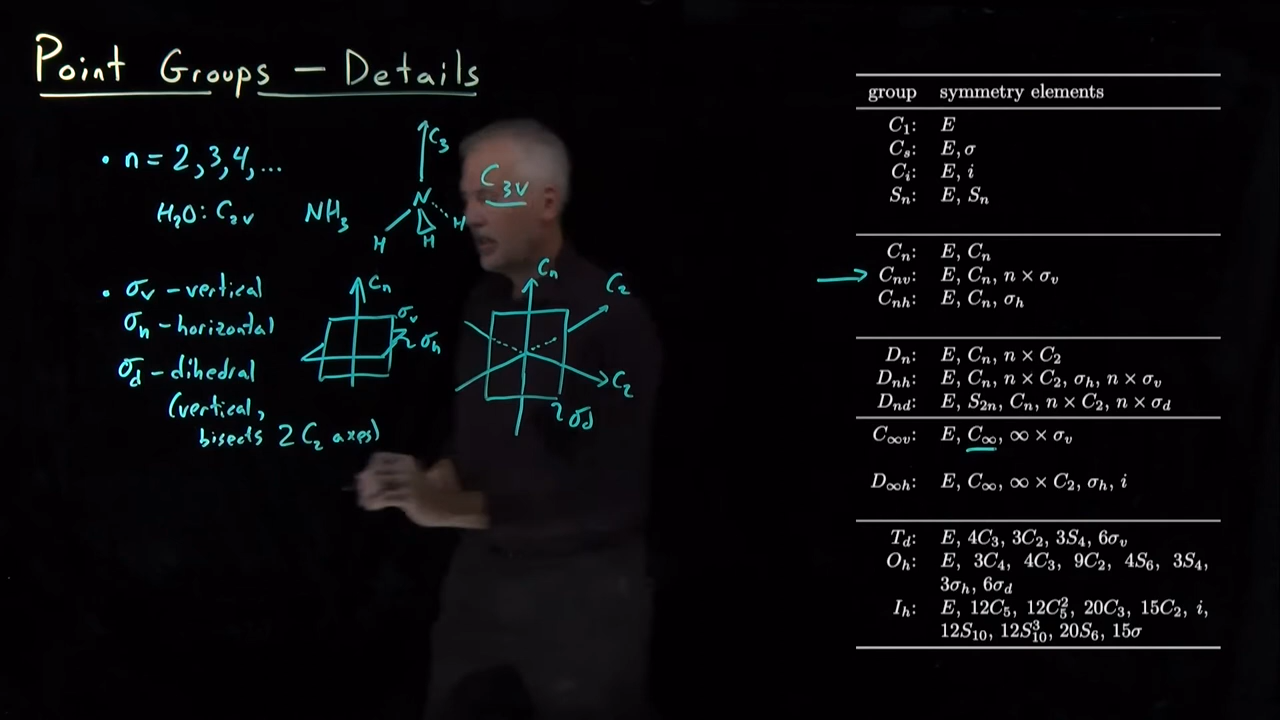 Point Groups – Details
• n = 2, 3, 4, ...
H₂O: C₂ᵥ NH₃
C₃
N
H H H
C₃ᵥ
• σᵥ – vertical
σₕ – horizontal
σd – dihedral
(vertical,
bisects 2 C₂ axes)
Cₙ
σᵥ
σₕ
Cₙ
C₂
C₂
σd
group symmetry elements
C₁: E
Cₛ: E, σ
Cᵢ: E, i
Sₙ: E, Sₙ
Cₙ: E, Cₙ
Cₙᵥ: E, Cₙ, n × σᵥ
Cₙₕ: E, Cₙ, σₕ
Dₙ: E, Cₙ, n × C₂
Dₙₕ: E, Cₙ, n × C₂, σₕ, n × σᵥ
Dₙd: E, S₂ₙ, Cₙ, n × C₂, n × σd
C∞ᵥ: E, C∞, ∞ × σᵥ
D∞ₕ: E, C∞, ∞ × C₂, σₕ, i
Td: E, 4C₃, 3C₂, 3S₄, 6σᵥ
Oₕ: E, 3C₄, 4C₃, 9C₂, 4S₆, 3S₄,
3σₕ, 6σd
Iₕ: E, 12C₅, 12C₅², 20C₃, 15C₂, i,
12S₁₀, 12S₁₀³, 20S₆, 15σ